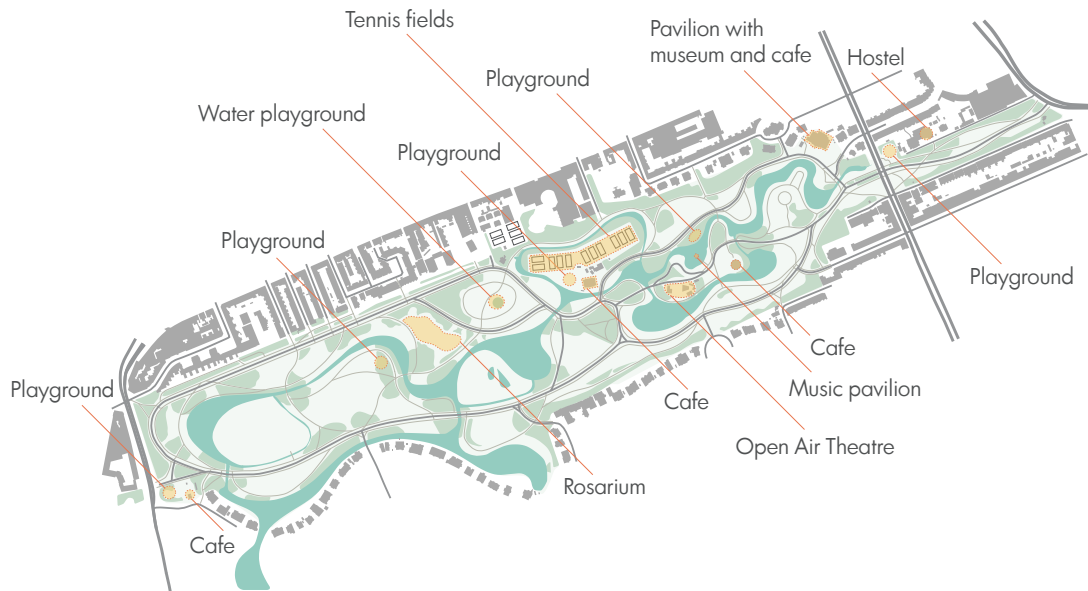 Tennis fields
Pavilion with
museum and cafe
Hostel
Playground
Water playground
Playground
Playground
Playground
Cafe
Playground
Music pavilion
Cafe
Open Air Theatre
Rosarium
Cafe